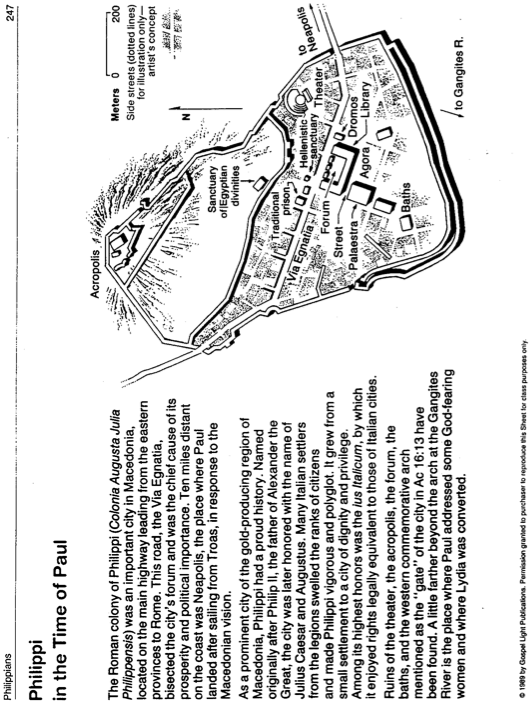 Philippians
247
Philippi
in the Time of Paul
The Roman colony of Philippi (Colonia Augusta Julia
Philippensis) was an important city in Macedonia,
located on the main highway leading from the eastern
provinces to Rome. This road, the Via Egnatia,
bisected the city's forum and was the chief cause of its
prosperity and political importance. Ten miles distant
on the coast was Neapolis, the place where Paul
landed after sailing from Troas, in response to the
Macedonian vision.
As a prominent city of the gold-producing region of
Macedonia, Philippi had a proud history. Named
originally after Philip II, the father of Alexander the
Great, the city was later honored with the name of
Julius Caesar and Augustus. Many Italian settlers
from the legions swelled the ranks of citizens
and made Philippi vigorous and polyglot. It grew from a
small settlement to a city of dignity and privilege.
Among its highest honors was the ius Italicum, by which
it enjoyed rights legally equivalent to those of Italian cities.
Ruins of the theater, the acropolis, the forum, the
baths, and the western commemorative arch
mentioned as the "gate" of the city in Ac 16:13 have
been found. A little farther beyond the arch at the Gangites
River is the place where Paul addressed some God-fearing
women and where Lydia was converted.
Acropolis
Meters 0 200
Side streets (dotted lines)
for illustration only—
artist's concept
N
to
Neapolis
Sanctuary
of Egyptian
divinities
Theater
Hellenistic
sanctuary
Traditional
prison
Via Egnatia
Dromos
Library
Forum
Street
Agora
Palaestra
Baths
to Gangites R.
© 1989 by Gospel Light Publications. Permission granted to purchaser to reproduce this Sheet for class purposes only.